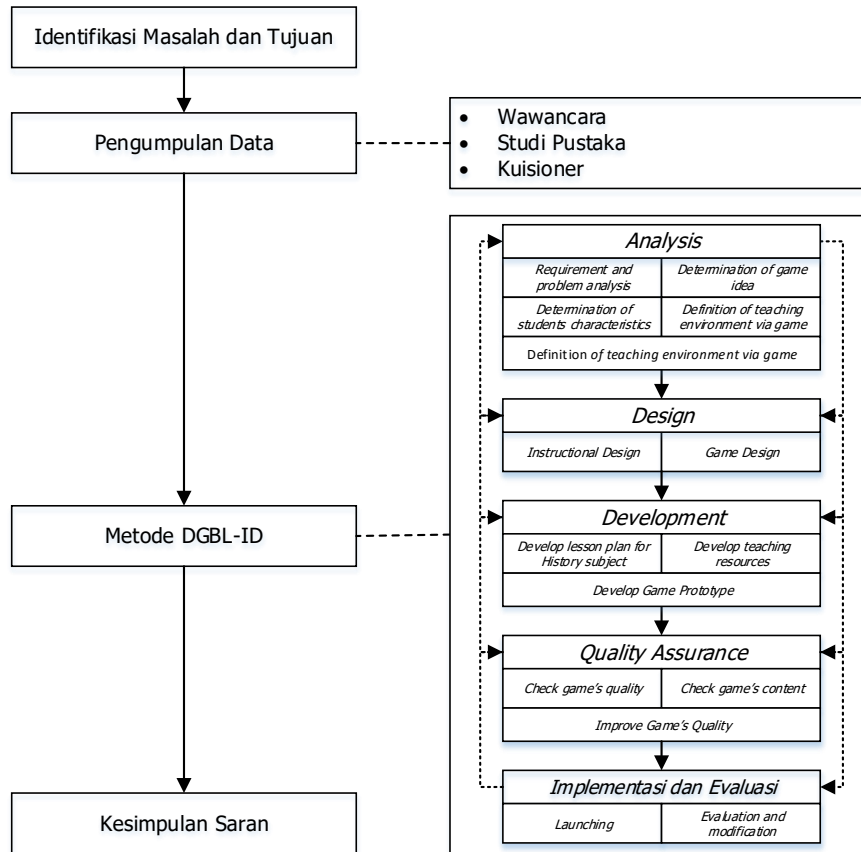 Identifikasi Masalah dan Tujuan
Pengumpulan Data
• Wawancara
• Studi Pustaka
• Kuisioner
Metode DGBL-ID
Analysis
Requirement and
problem analysis
Determination of game
idea
Determination of
students characteristics
Definition of teaching
environment via game
Definition of teaching environment via game
Design
Instructional Design
Game Design
Development
Develop lesson plan for
History subject
Develop teaching
resources
Develop Game Prototype
Quality Assurance
Check game's quality
Check game's content
Improve Game's Quality
Implementasi dan Evaluasi
Launching
Evaluation and
modification
Kesimpulan Saran